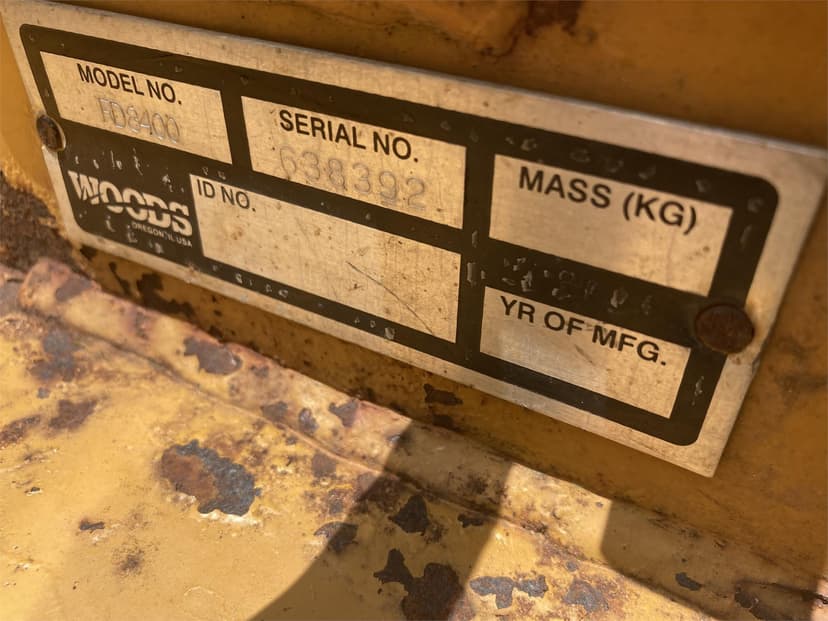 MODEL NO.
FD8400
SERIAL NO.
638392
MASS (KG)
WOODS
OREGON, IL USA
ID NO.
YR OF MFG.